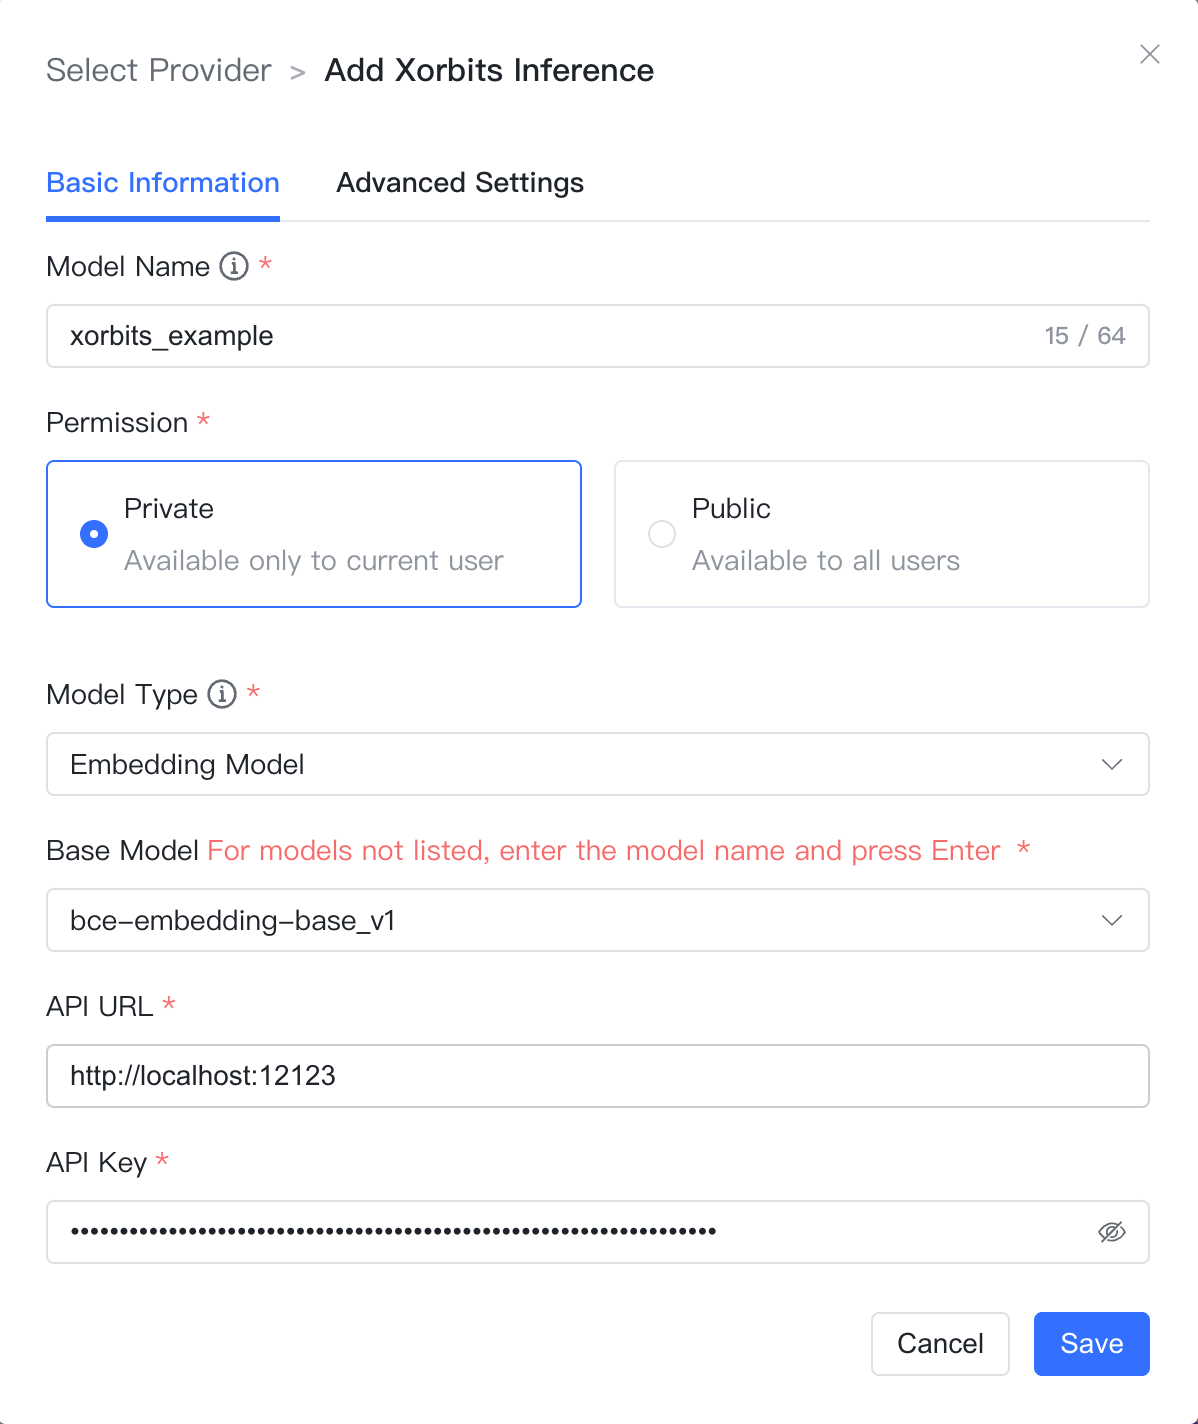 Select Provider > Add Xorbits Inference
Basic Information Advanced Settings
Model Name *
xorbits_example 15 / 64
Permission *
Private
Available only to current user
Public
Available to all users
Model Type *
Embedding Model
Base Model For models not listed, enter the model name and press Enter *
bce-embedding-base_v1
API URL *
http://localhost:12123
API Key *
Cancel Save